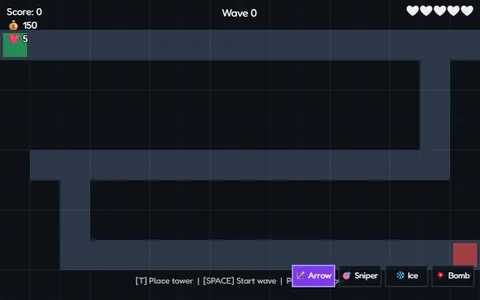 Score: 0
💰 150
❤️ 5
Wave 0
🤍🤍🤍🤍🤍
[T] Place tower | [SPACE] Start wave | P
🏹 Arrow
🎯 Sniper
❄️ Ice
💣 Bomb